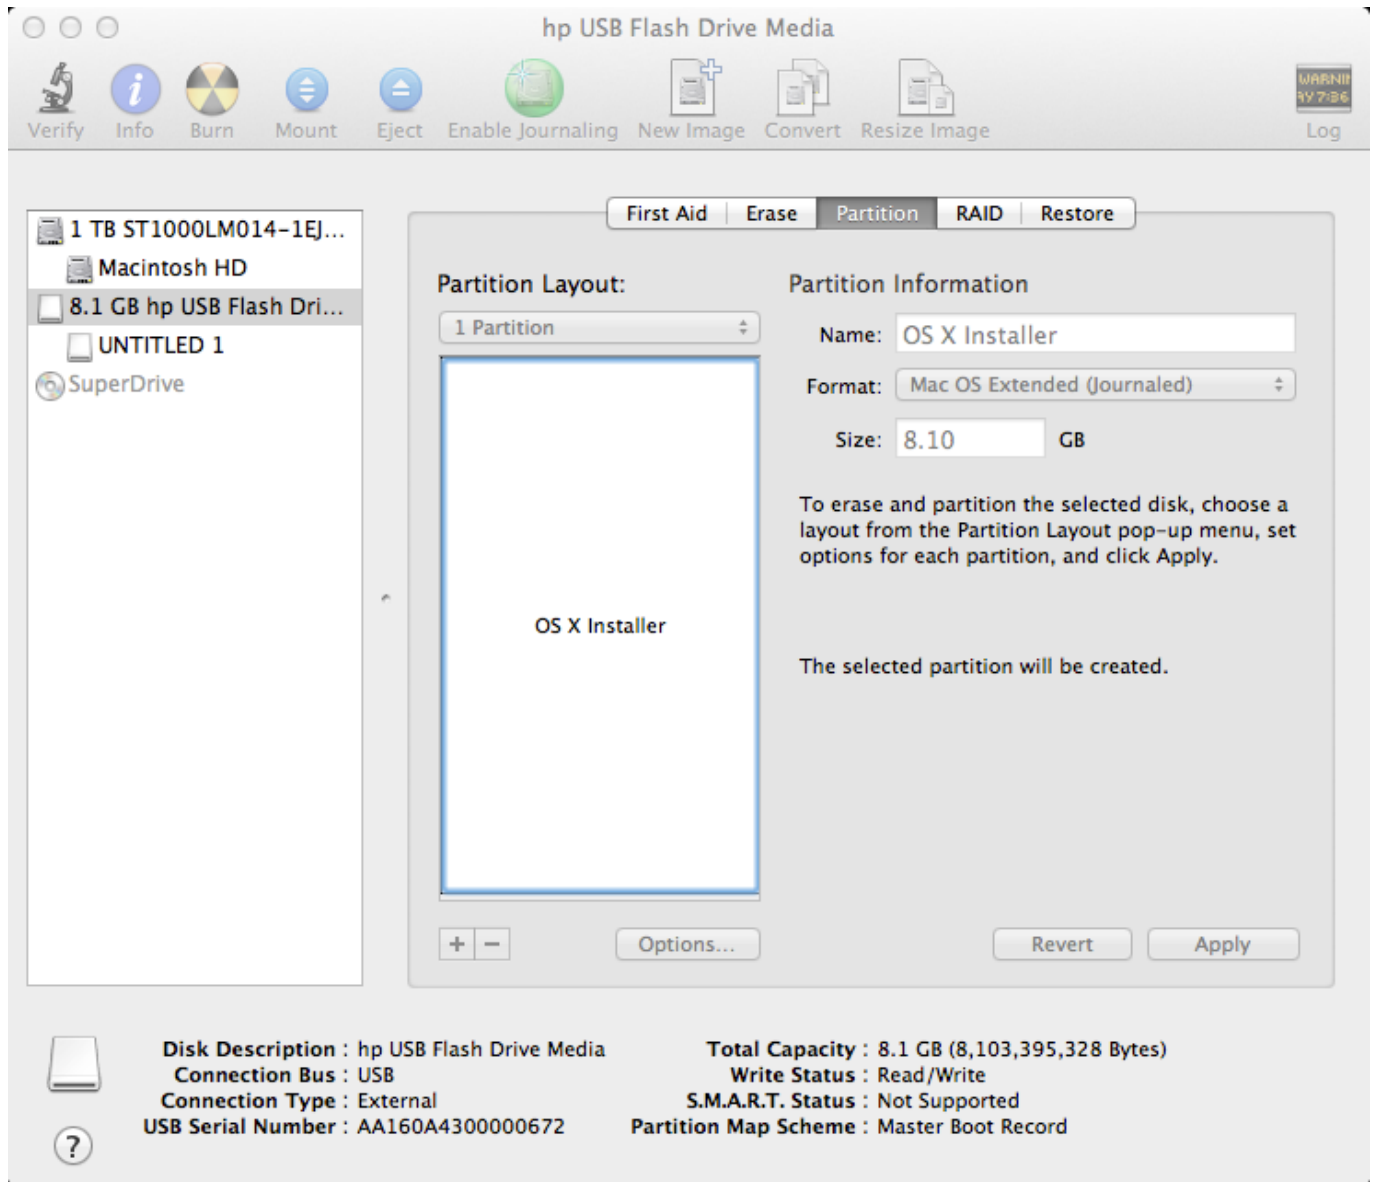 hp USB Flash Drive Media
Verify Info Burn Mount Eject Enable Journaling New Image Convert Resize Image Log
WARNIN
AY 7:36
1 TB ST1000LM014-1EJ...
Macintosh HD
8.1 GB hp USB Flash Dri...
UNTITLED 1
SuperDrive
First Aid Erase Partition RAID Restore
Partition Layout:
1 Partition
OS X Installer
+ − Options...
Partition Information
Name: OS X Installer
Format: Mac OS Extended (Journaled)
Size: 8.10 GB
To erase and partition the selected disk, choose a
layout from the Partition Layout pop-up menu, set
options for each partition, and click Apply.
The selected partition will be created.
Revert Apply
Disk Description : hp USB Flash Drive Media
Connection Bus : USB
Connection Type : External
USB Serial Number : AA160A4300000672
Total Capacity : 8.1 GB (8,103,395,328 Bytes)
Write Status : Read/Write
S.M.A.R.T. Status : Not Supported
Partition Map Scheme : Master Boot Record
?